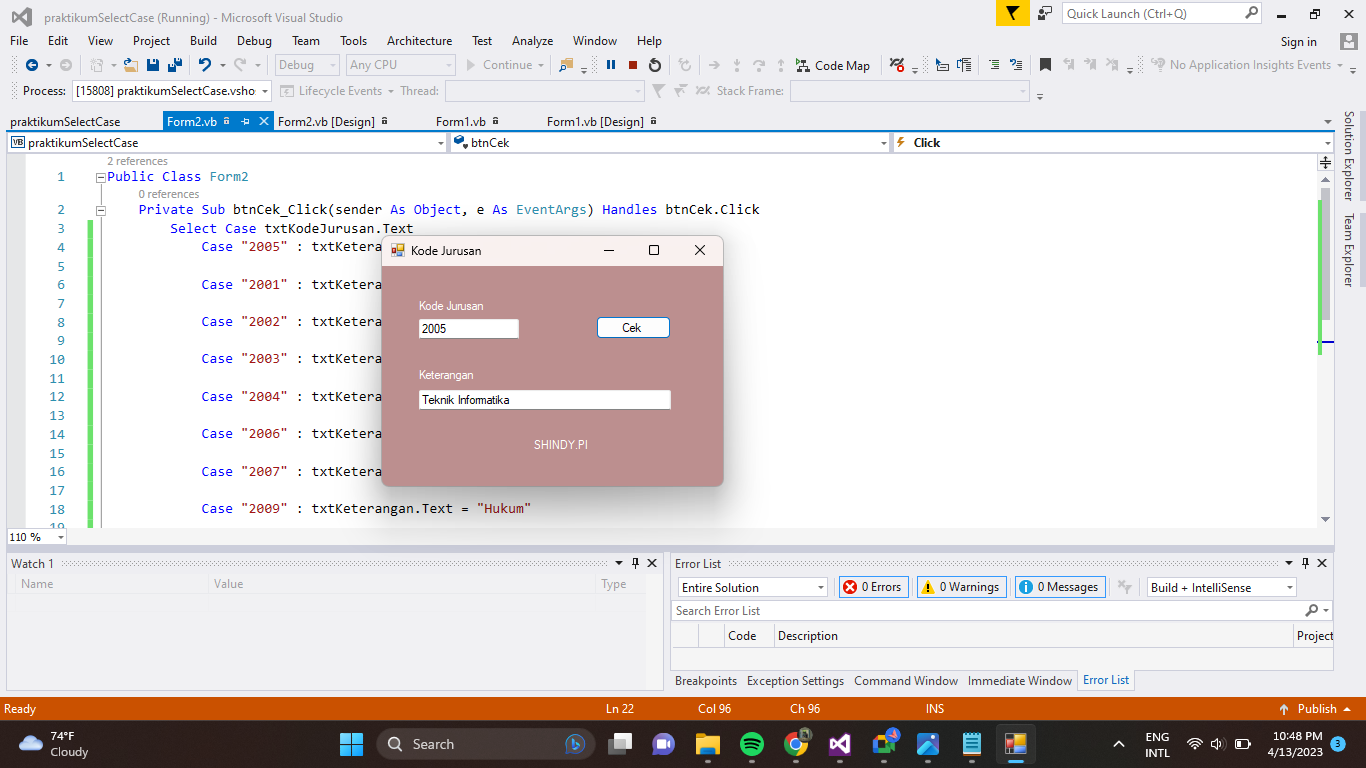 praktikumSelectCase (Running) - Microsoft Visual Studio
Quick Launch (Ctrl+Q)
File Edit View Project Build Debug Team Tools Architecture Test Analyze Window Help
Sign in
Debug Any CPU Continue Code Map No Application Insights Events
Process: [15808] praktikumSelectCase.vsho Lifecycle Events Thread: Stack Frame:
praktikumSelectCase Form2.vb Form2.vb [Design] Form1.vb Form1.vb [Design]
VB praktikumSelectCase btnCek Click
Solution Explorer
Team Explorer
2 references
1 Public Class Form2
0 references
2 Private Sub btnCek_Click(sender As Object, e As EventArgs) Handles btnCek.Click
3 Select Case txtKodeJurusan.Text
4 Case "2005" : txtKetera
5
6 Case "2001" : txtKetera
7
8 Case "2002" : txtKetera
9
10 Case "2003" : txtKetera
11
12 Case "2004" : txtKetera
13
14 Case "2006" : txtKetera
15
16 Case "2007" : txtKetera
17
18 Case "2009" : txtKeterangan.Text = "Hukum"
19
Kode Jurusan
Kode Jurusan
2005
Cek
Keterangan
Teknik Informatika
SHINDY.PI
110 %
Watch 1
Name Value Type
Error List
Entire Solution 0 Errors 0 Warnings 0 Messages Build + IntelliSense
Search Error List
Code Description Project
Breakpoints Exception Settings Command Window Immediate Window Error List
Ready Ln 22 Col 96 Ch 96 INS Publish
74°F
Cloudy
Search
ENG
INTL
10:48 PM
4/13/2023
3